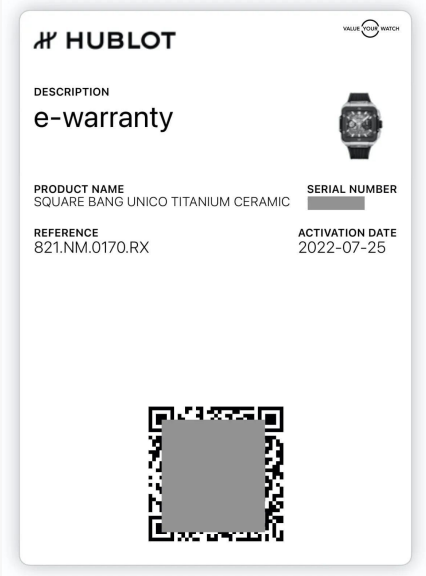 HUBLOT
VALUE YOUR WATCH
DESCRIPTION
e-warranty
PRODUCT NAME
SQUARE BANG UNICO TITANIUM CERAMIC
SERIAL NUMBER
REFERENCE
821.NM.0170.RX
ACTIVATION DATE
2022-07-25